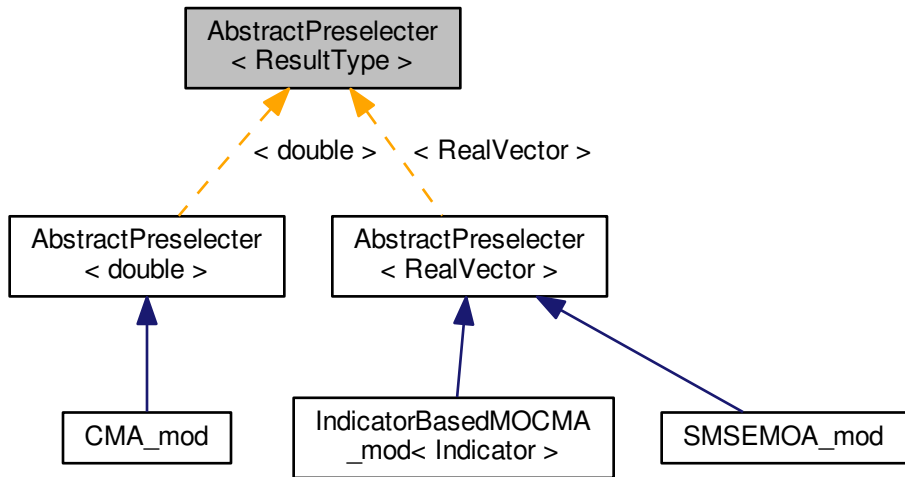 AbstractPreselecter
< ResultType >
< double >
< RealVector >
AbstractPreselecter
< double >
AbstractPreselecter
< RealVector >
CMA_mod
IndicatorBasedMOCMA
_mod< Indicator >
SMSEMOA_mod